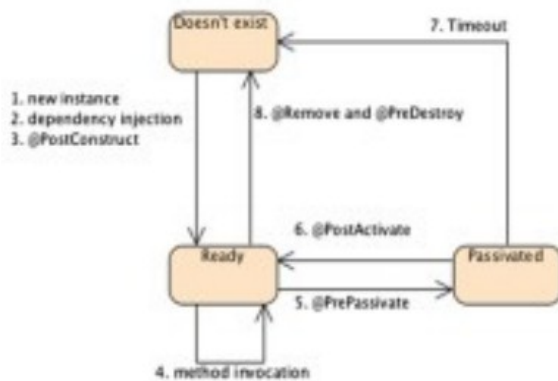 Doesn't exist
7. Timeout
1. new instance
2. dependency injection
3. @PostConstruct
8. @Remove and @PreDestroy
6. @PostActivate
Ready
Passivated
5. @PrePassivate
4. method invocation